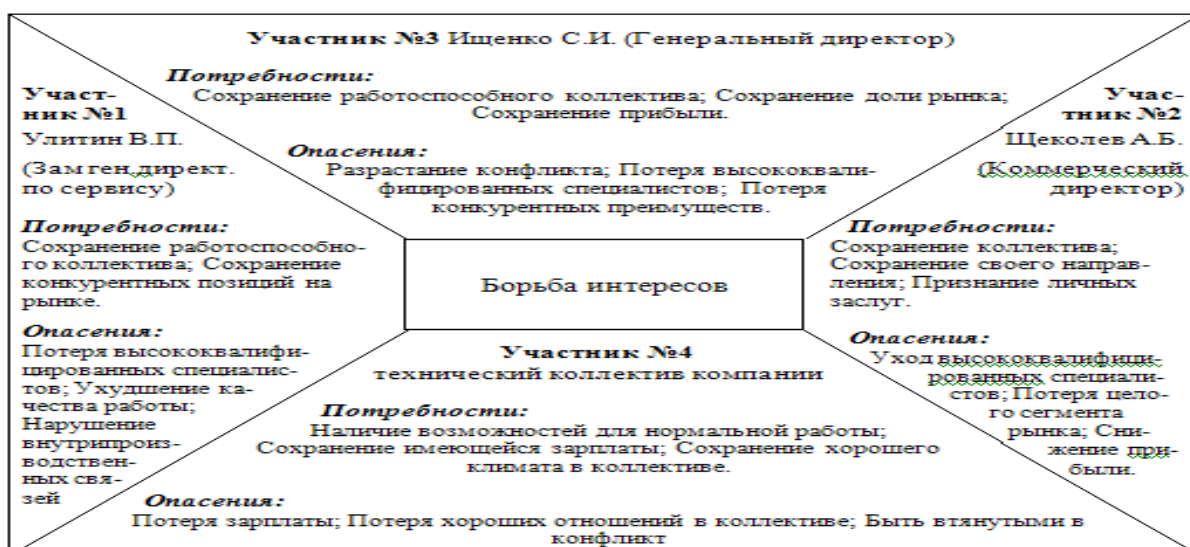 Участник №3 Ищенко С.И. (Генеральный директор)
Потребности:
Сохранение работоспособного коллектива; Сохранение доли рынка;
Сохранение прибыли.
Опасения:
Разрастание конфликта; Потеря высококвали-
фицированных специалистов; Потеря
конкурентных преимуществ.
Участ-
ник №1
Улитин В.П.
(Зам ген.директ.
по сервису)
Потребности:
Сохранение работоспособно-
го коллектива; Сохранение
конкурентных позиций на
рынке.
Опасения:
Потеря высококвалифи-
цированных специалис-
тов; Ухудшение ка-
чества работы;
Нарушение
внутрипроиз-
водствен-
ных свя-
зей
Борьба интересов
Учас-
тник №2
Щеколев А.Б.
(Коммерческий
директор)
Потребности:
Сохранение коллектива;
Сохранение своего направ-
ления; Признание личных
заслуг.
Опасения:
Уход высококвалифици-
рованных специали-
стов; Потеря цело-
го сегмента
рынка; Сни-
жение при-
были.
Участник №4
технический коллектив компании
Потребности:
Наличие возможностей для нормальной работы;
Сохранение имеющейся зарплаты; Сохранение хорошего
климата в коллективе.
Опасения:
Потеря зарплаты; Потеря хороших отношений в коллективе; Быть втянутыми в
конфликт